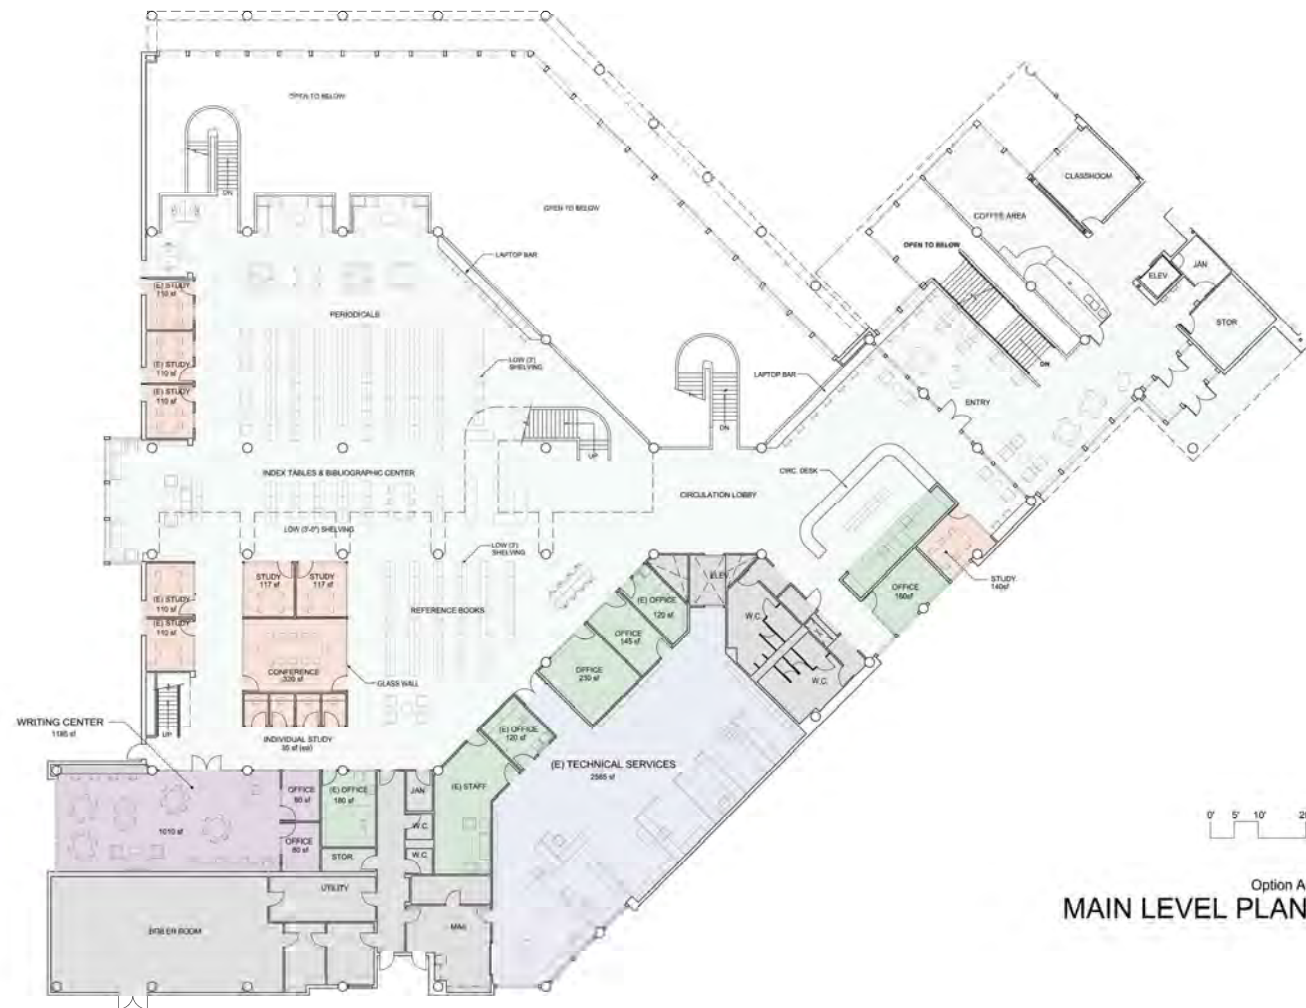 OPEN TO BELOW
CLASSROOM
DN
COFFEE AREA
OPEN TO BELOW
OPEN TO BELOW
LAPTOP BAR
JAN
ELEV
(E) STUDY
110 sf
PERIODICALS
STOR
(E) STUDY
110 sf
LOW (3')
SHELVING
DN
LAPTOP BAR
(E) STUDY
110 sf
ENTRY
DN
UP
INDEX TABLES & BIBLIOGRAPHIC CENTER
CIRC. DESK
CIRCULATION LOBBY
LOW (3'-0") SHELVING
LOW (3')
SHELVING
(E) STUDY
110 sf
STUDY
117 sf
STUDY
117 sf
ELEV
STUDY
140sf
OFFICE
160sf
REFERENCE BOOKS
(E) OFFICE
120 sf
W.C.
(E) STUDY
110 sf
OFFICE
145 sf
CONFERENCE
320 sf
OFFICE
230 sf
GLASS WALL
W.C.
WRITING CENTER
1195 sf
UP
INDIVIDUAL STUDY
35 sf (ea)
(E) OFFICE
120 sf
(E) TECHNICAL SERVICES
2565 sf
OFFICE
80 sf
(E) OFFICE
180 sf
JAN
(E) STAFF
1010 sf
W.C.
OFFICE
80 sf
STOR.
W.C.
0' 5' 10'
UTILITY
Option A
MAIN LEVEL PLAN
BOILER ROOM
MAIL